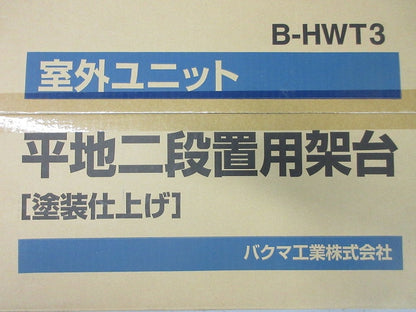 B-HWT3
室外ユニット
平地二段置用架台
[塗装仕上げ]
バクマ工業株式会社